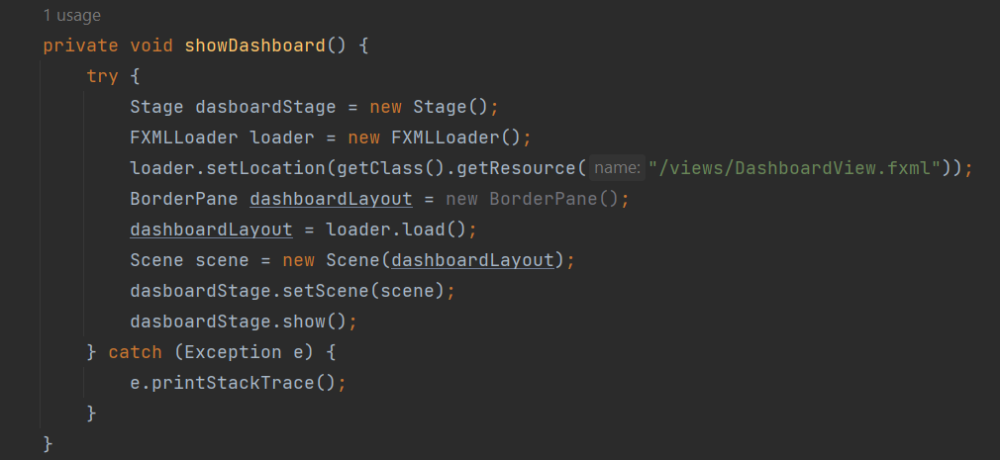 1 usage
private void showDashboard() {
try {
Stage dasboardStage = new Stage();
FXMLLoader loader = new FXMLLoader();
loader.setLocation(getClass().getResource( name: "/views/DashboardView.fxml"));
BorderPane dashboardLayout = new BorderPane();
dashboardLayout = loader.load();
Scene scene = new Scene(dashboardLayout);
dasboardStage.setScene(scene);
dasboardStage.show();
} catch (Exception e) {
e.printStackTrace();
}
}